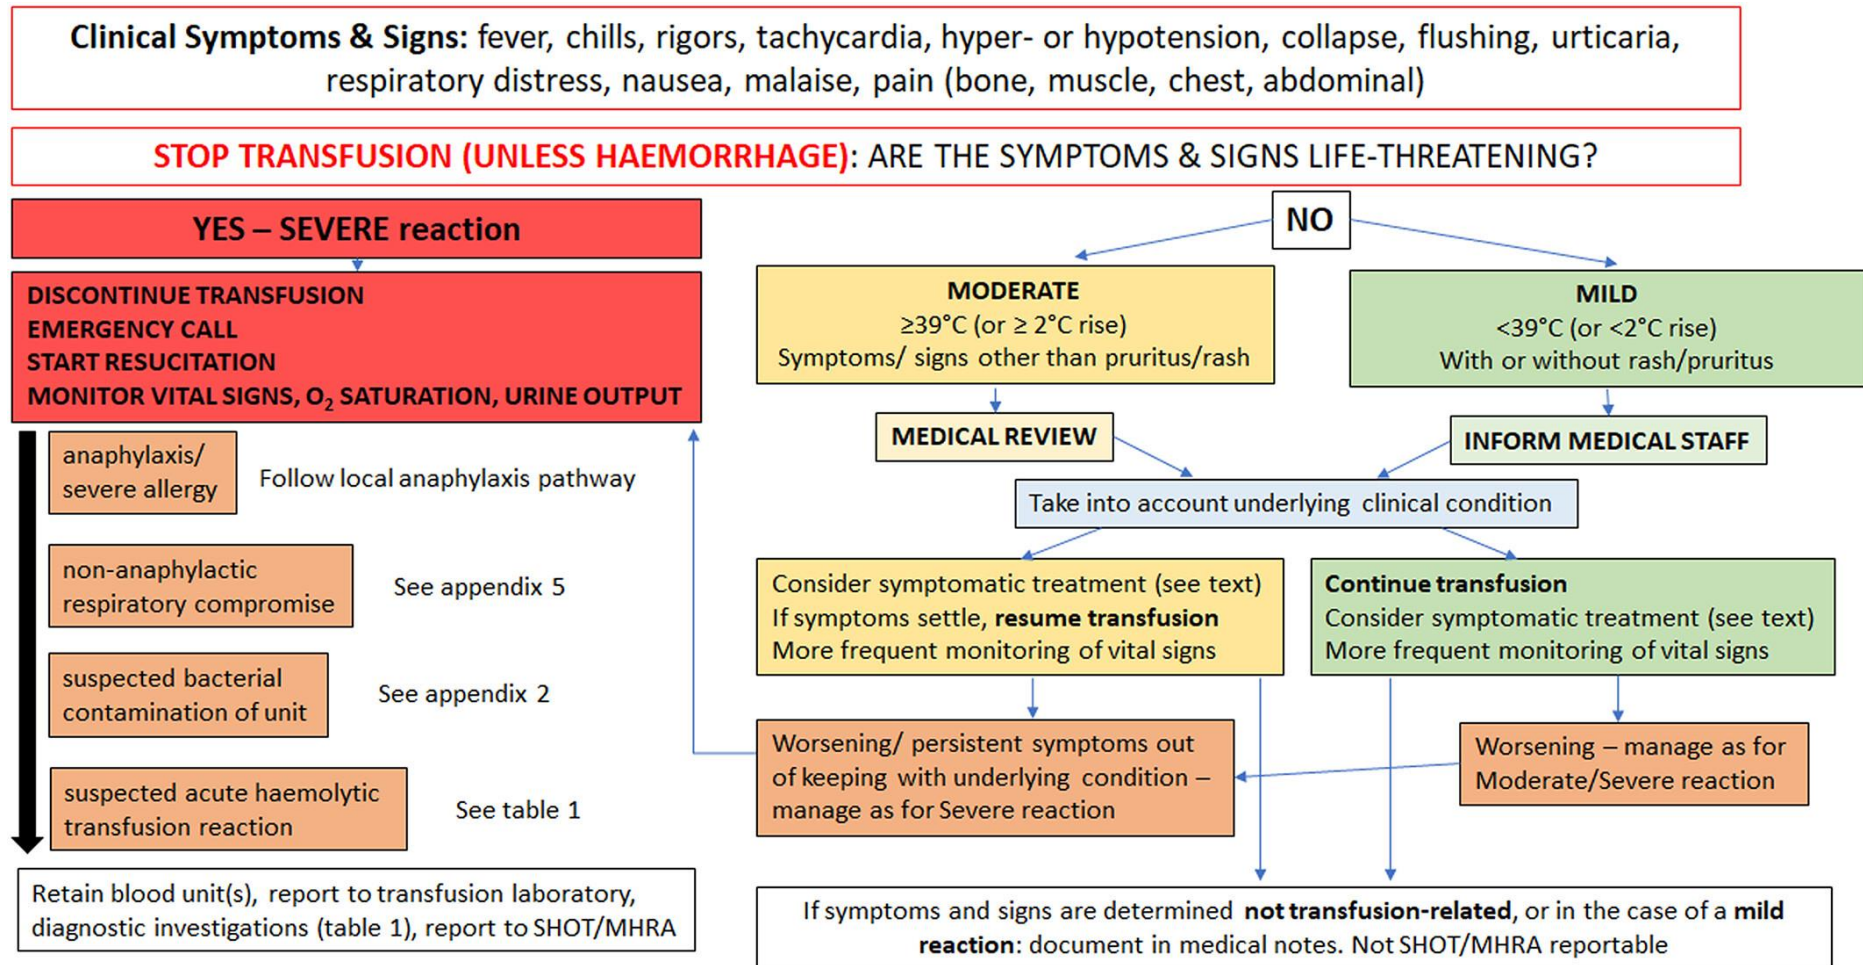 Clinical Symptoms & Signs: fever, chills, rigors, tachycardia, hyper- or hypotension, collapse, flushing, urticaria,
respiratory distress, nausea, malaise, pain (bone, muscle, chest, abdominal)
STOP TRANSFUSION (UNLESS HAEMORRHAGE): ARE THE SYMPTOMS & SIGNS LIFE-THREATENING?
YES – SEVERE reaction
DISCONTINUE TRANSFUSION
EMERGENCY CALL
START RESUCITATION
MONITOR VITAL SIGNS, O₂ SATURATION, URINE OUTPUT
anaphylaxis/
severe allergy
Follow local anaphylaxis pathway
non-anaphylactic
respiratory compromise
See appendix 5
suspected bacterial
contamination of unit
See appendix 2
suspected acute haemolytic
transfusion reaction
See table 1
Retain blood unit(s), report to transfusion laboratory,
diagnostic investigations (table 1), report to SHOT/MHRA
NO
MODERATE
≥39°C (or ≥ 2°C rise)
Symptoms/ signs other than pruritus/rash
MILD
<39°C (or <2°C rise)
With or without rash/pruritus
MEDICAL REVIEW
INFORM MEDICAL STAFF
Take into account underlying clinical condition
Consider symptomatic treatment (see text)
If symptoms settle, resume transfusion
More frequent monitoring of vital signs
Continue transfusion
Consider symptomatic treatment (see text)
More frequent monitoring of vital signs
Worsening/ persistent symptoms out
of keeping with underlying condition –
manage as for Severe reaction
Worsening – manage as for
Moderate/Severe reaction
If symptoms and signs are determined not transfusion-related, or in the case of a mild
reaction: document in medical notes. Not SHOT/MHRA reportable